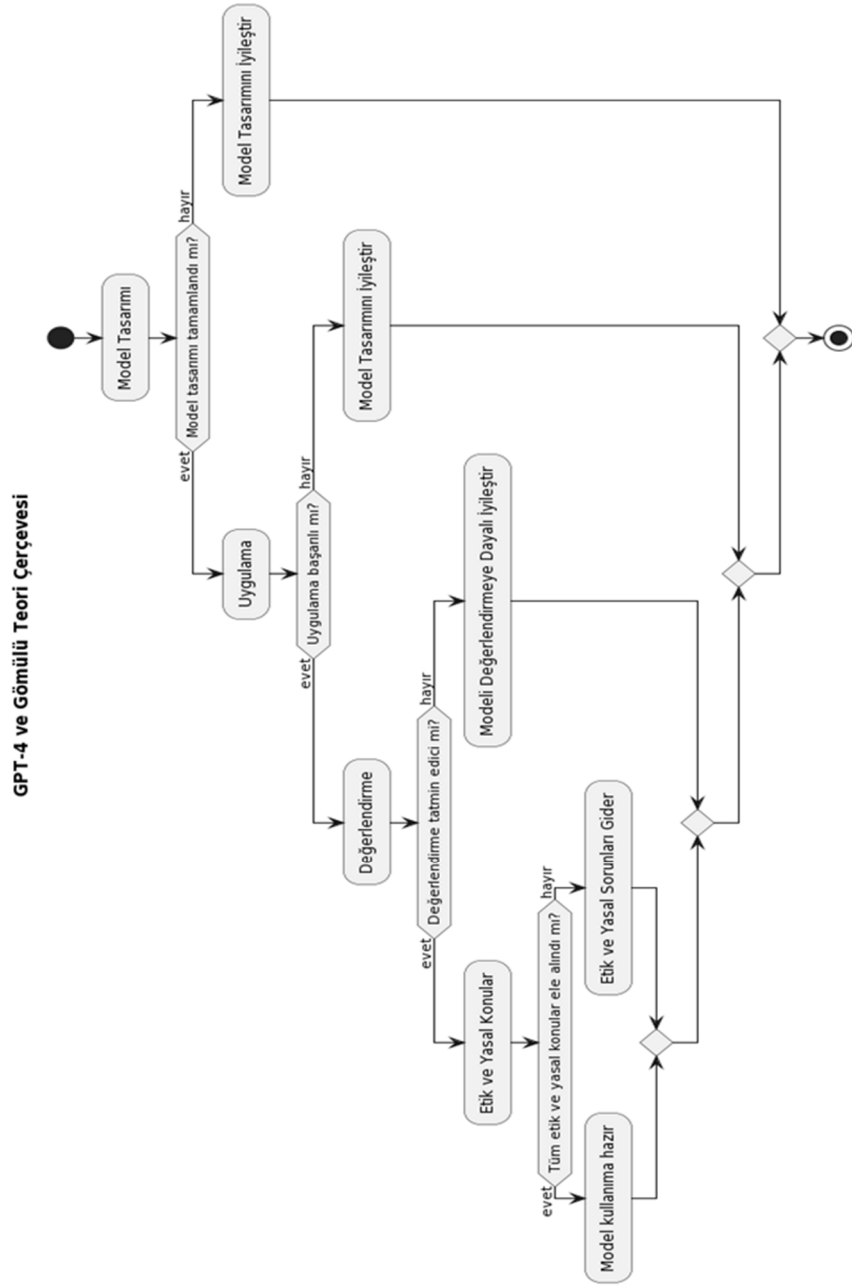 GPT-4 ve Gömülü Teori Çerçevesi
Model Tasarımı
Model tasarımı tamamlandı mı?
evet
hayır
Uygulama
Model Tasarımını İyileştir
Uygulama başarılı mı?
evet
hayır
Değerlendirme
Model Tasarımını İyileştir
Değerlendirme tatmin edici mi?
evet
hayır
Etik ve Yasal Konular
Modeli Değerlendirmeye Dayalı İyileştir
Tüm etik ve yasal konular ele alındı mı?
evet
hayır
Model kullanıma hazır
Etik ve Yasal Sorunları Gider